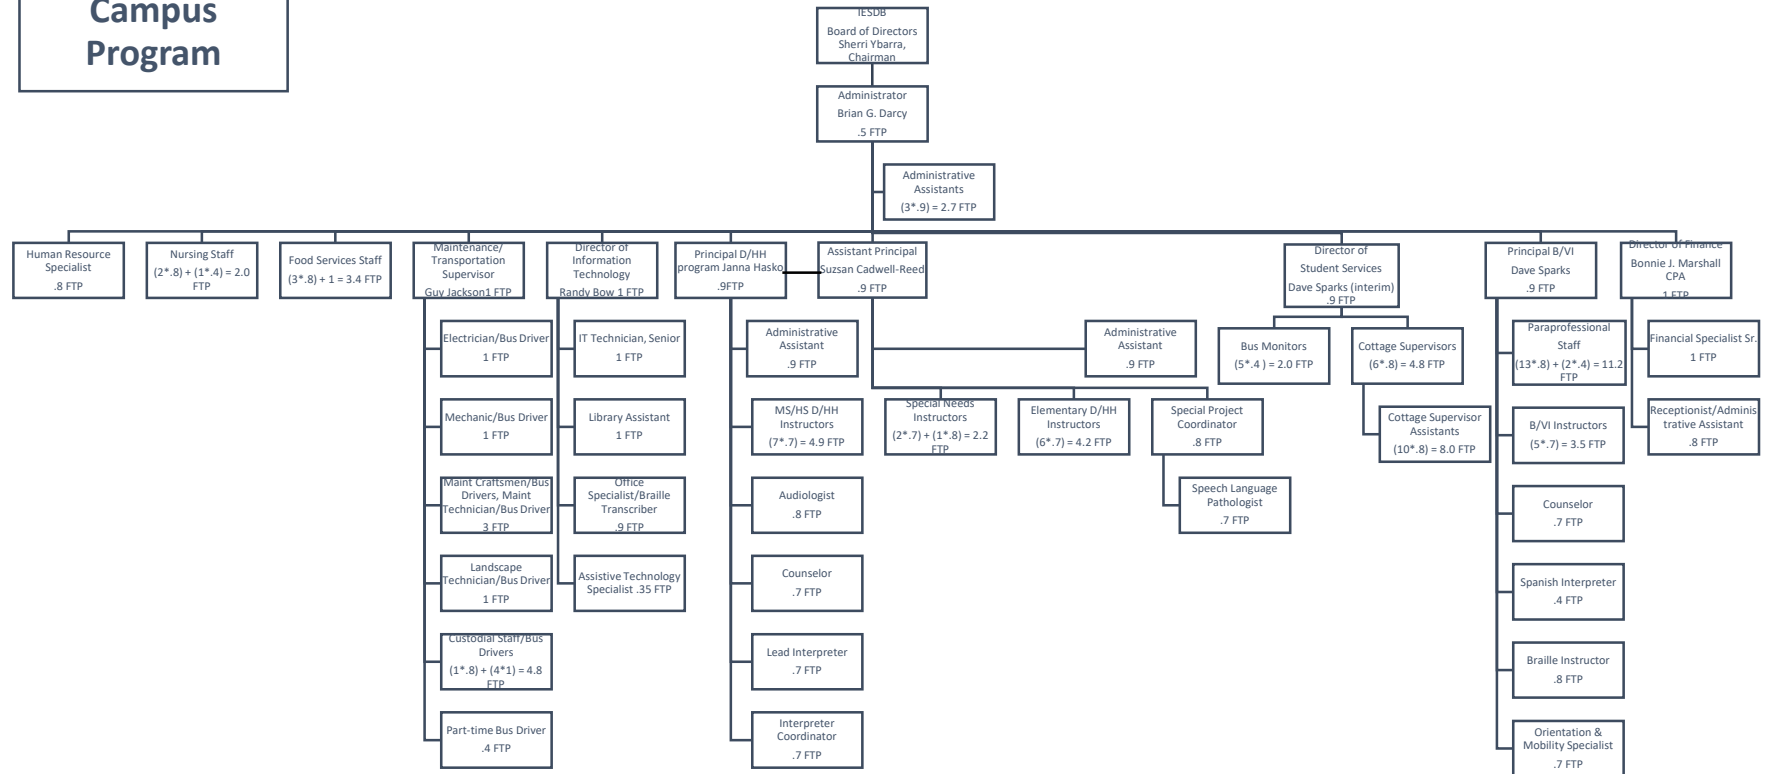 Campus
Program
IESDB
Board of Directors
Sherri Ybarra,
Chairman
Administrator
Brian G. Darcy
.5 FTP
Administrative
Assistants
(3*.9) = 2.7 FTP
Human Resource
Specialist
.8 FTP
Nursing Staff
(2*.8) + (1*.4) = 2.0
FTP
Food Services Staff
(3*.8) + 1 = 3.4 FTP
Maintenance/
Transportation
Supervisor
Guy Jackson1 FTP
Director of
Information
Technology
Randy Bow 1 FTP
Principal D/HH
program Janna Hasko
.9FTP
Assistant Principal
Suzsan Cadwell-Reed
.9 FTP
Director of
Student Services
Dave Sparks (interim)
.9 FTP
Principal B/VI
Dave Sparks
.9 FTP
Director of Finance
Bonnie J. Marshall
CPA
1 FTP
Electrician/Bus Driver
1 FTP
Mechanic/Bus Driver
1 FTP
Maint Craftsmen/Bus
Drivers, Maint
Technician/Bus Driver
3 FTP
Landscape
Technician/Bus Driver
1 FTP
Custodial Staff/Bus
Drivers
(1*.8) + (4*1) = 4.8
FTP
Part-time Bus Driver
.4 FTP
IT Technician, Senior
1 FTP
Library Assistant
1 FTP
Office
Specialist/Braille
Transcriber
.9 FTP
Assistive Technology
Specialist .35 FTP
Administrative
Assistant
.9 FTP
MS/HS D/HH
Instructors
(7*.7) = 4.9 FTP
Audiologist
.8 FTP
Counselor
.7 FTP
Lead Interpreter
.7 FTP
Interpreter
Coordinator
.7 FTP
Administrative
Assistant
.9 FTP
Special Needs
Instructors
(2*.7) + (1*.8) = 2.2
FTP
Elementary D/HH
Instructors
(6*.7) = 4.2 FTP
Special Project
Coordinator
.8 FTP
Speech Language
Pathologist
.7 FTP
Bus Monitors
(5*.4 ) = 2.0 FTP
Cottage Supervisors
(6*.8) = 4.8 FTP
Cottage Supervisor
Assistants
(10*.8) = 8.0 FTP
Paraprofessional
Staff
(13*.8) + (2*.4) = 11.2
FTP
B/VI Instructors
(5*.7) = 3.5 FTP
Counselor
.7 FTP
Spanish Interpreter
.4 FTP
Braille Instructor
.8 FTP
Orientation &
Mobility Specialist
.7 FTP
Financial Specialist Sr.
1 FTP
Receptionist/Adminis
trative Assistant
.8 FTP